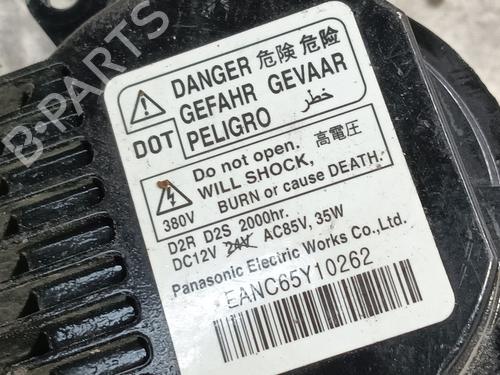 B-PARTS
DANGER 危険 危险
GEFAHR GEVAAR
DOT PELIGRO خطر
Do not open. 高電圧
WILL SHOCK,
380V BURN or cause DEATH.
D2R D2S 2000hr.
DC12V 24V AC85V, 35W
Panasonic Electric Works Co.,Ltd.
EANC65Y10262